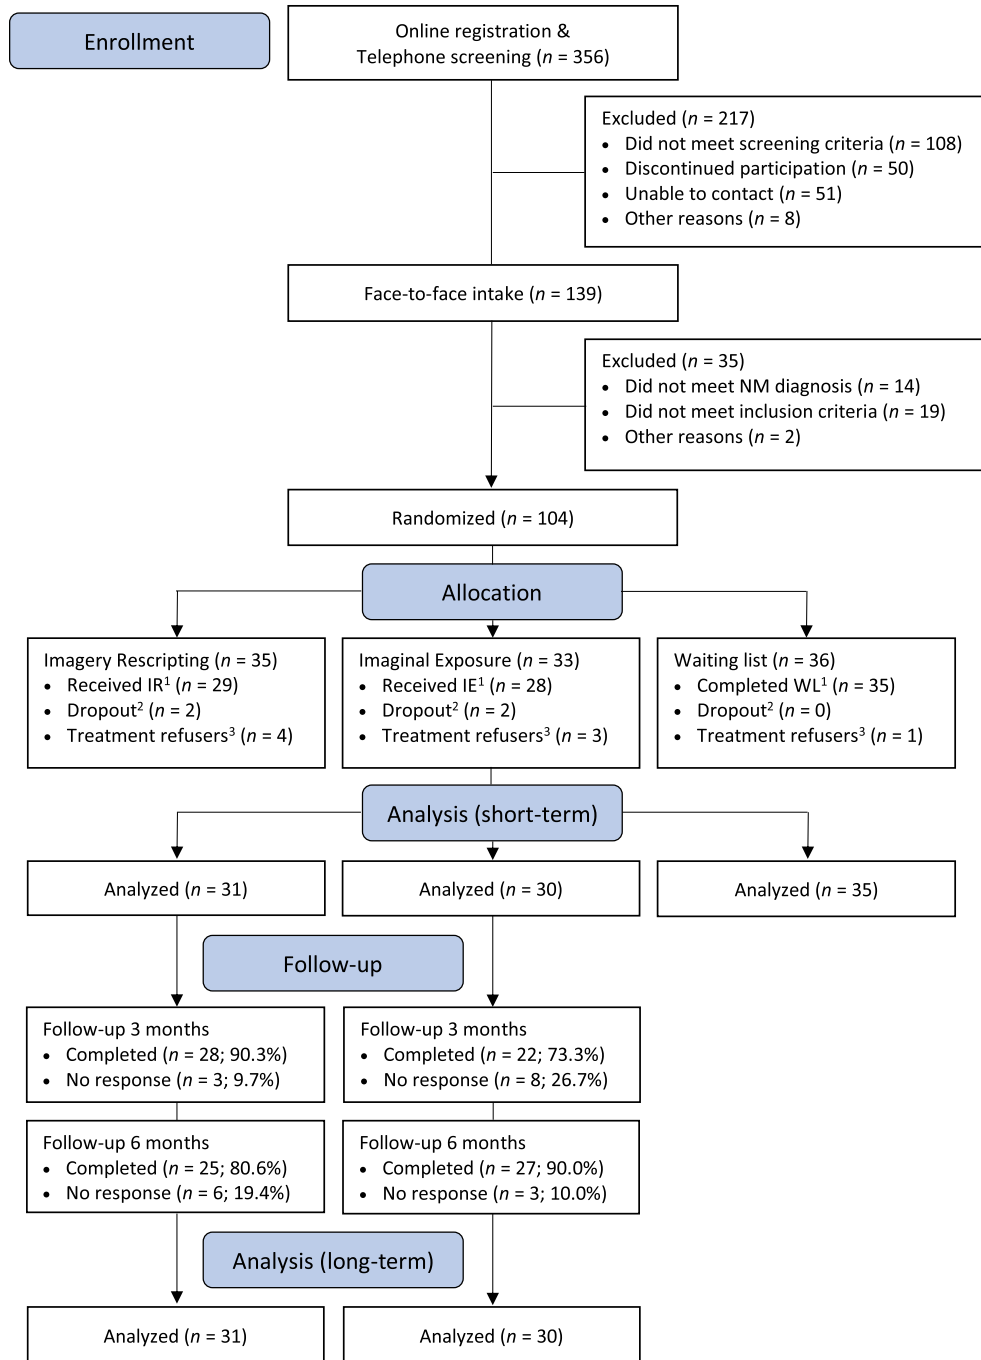 Enrollment
Online registration &
Telephone screening (n = 356)
Excluded (n = 217)
• Did not meet screening criteria (n = 108)
• Discontinued participation (n = 50)
• Unable to contact (n = 51)
• Other reasons (n = 8)
Face-to-face intake (n = 139)
Excluded (n = 35)
• Did not meet NM diagnosis (n = 14)
• Did not meet inclusion criteria (n = 19)
• Other reasons (n = 2)
Randomized (n = 104)
Allocation
Imagery Rescripting (n = 35)
• Received IR¹ (n = 29)
• Dropout² (n = 2)
• Treatment refusers³ (n = 4)
Imaginal Exposure (n = 33)
• Received IE¹ (n = 28)
• Dropout² (n = 2)
• Treatment refusers³ (n = 3)
Waiting list (n = 36)
• Completed WL¹ (n = 35)
• Dropout² (n = 0)
• Treatment refusers³ (n = 1)
Analysis (short-term)
Analyzed (n = 31)
Analyzed (n = 30)
Analyzed (n = 35)
Follow-up
Follow-up 3 months
• Completed (n = 28; 90.3%)
• No response (n = 3; 9.7%)
Follow-up 3 months
• Completed (n = 22; 73.3%)
• No response (n = 8; 26.7%)
Follow-up 6 months
• Completed (n = 25; 80.6%)
• No response (n = 6; 19.4%)
Follow-up 6 months
• Completed (n = 27; 90.0%)
• No response (n = 3; 10.0%)
Analysis (long-term)
Analyzed (n = 31)
Analyzed (n = 30)